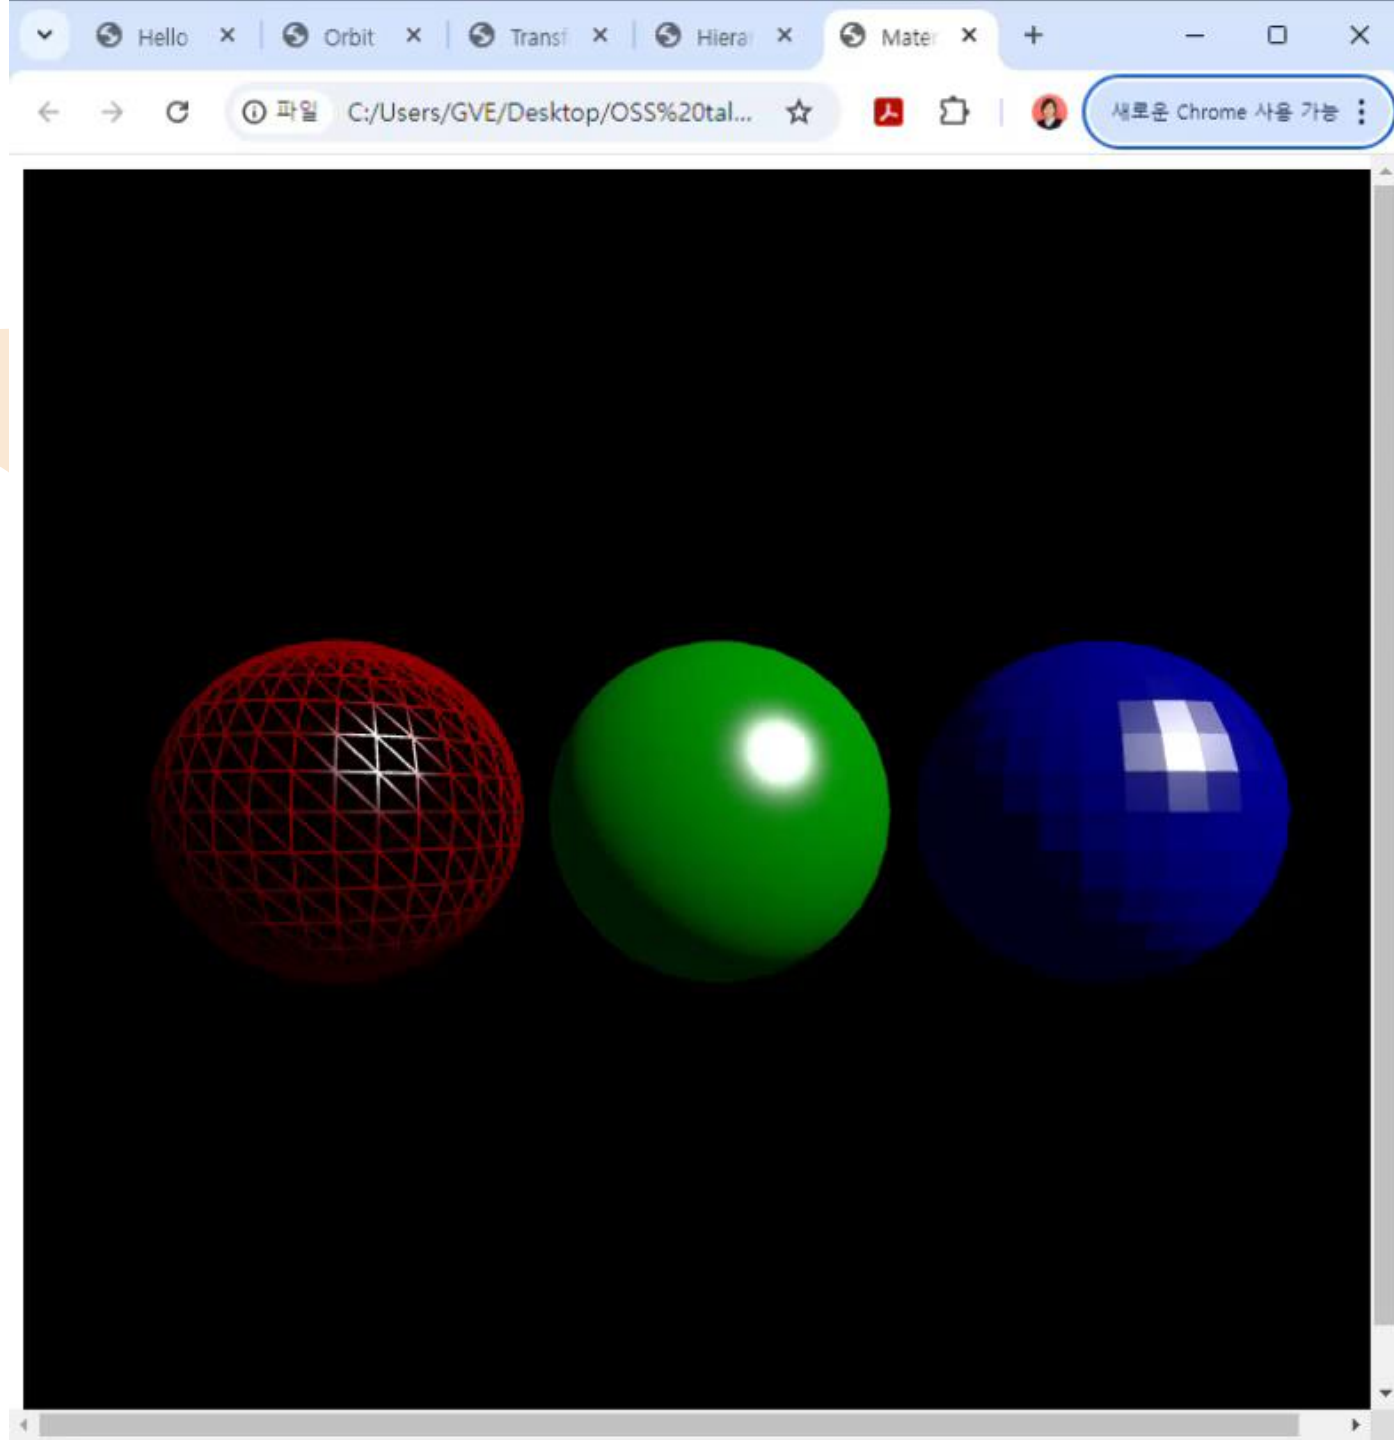 Hello Orbit Transf Hiera Mater
파일 C:/Users/GVE/Desktop/OSS%20tal... 새로운 Chrome 사용 가능